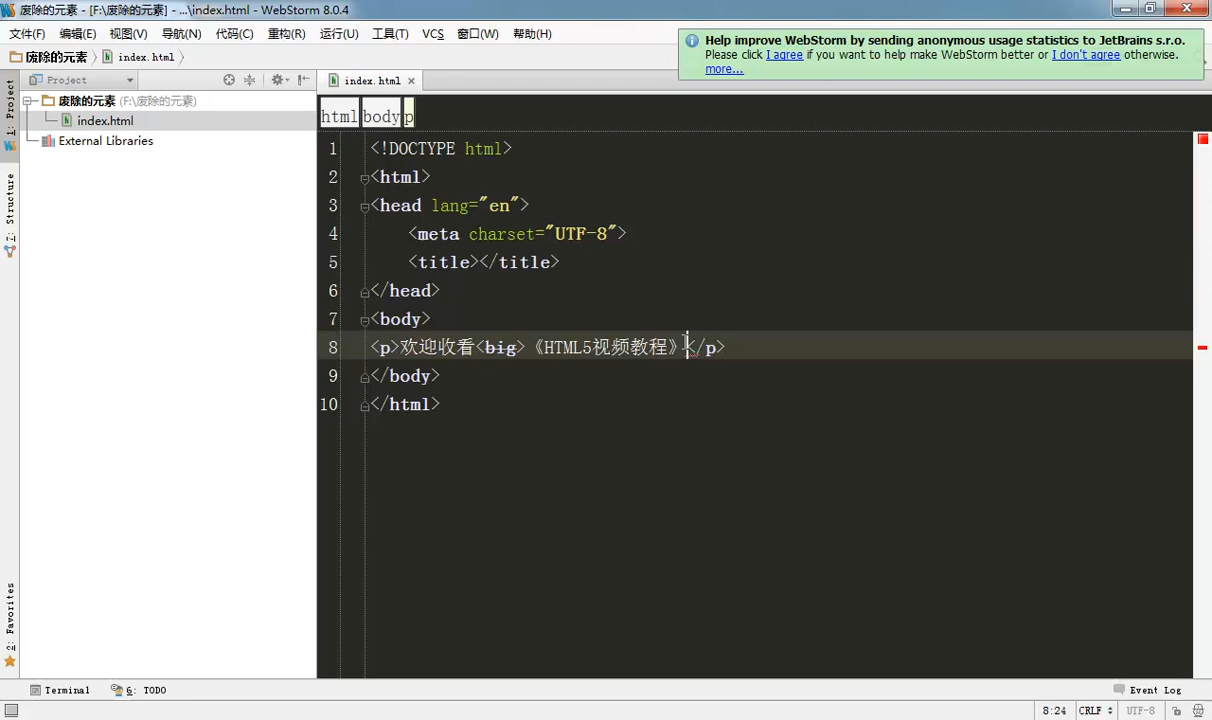 废除的元素 - [F:\废除的元素] - ...\index.html - WebStorm 8.0.4
文件(F) 编辑(E) 视图(V) 导航(N) 代码(C) 重构(R) 运行(U) 工具(T) VCS 窗口(W) 帮助(H)
Help improve WebStorm by sending anonymous usage statistics to JetBrains s.r.o.
Please click I agree if you want to help make WebStorm better or I don't agree otherwise.
more...
废除的元素 index.html
Project
index.html
1: Project
废除的元素 (F:\废除的元素)
index.html
External Libraries
html body p
1 <!DOCTYPE html>
2 <html>
3 <head lang="en">
4 <meta charset="UTF-8">
5 <title></title>
6 </head>
7 <body>
8 <p>欢迎收看<big>《HTML5视频教程》</p>
9 </body>
10 </html>
7: Structure
2: Favorites
Terminal 6: TODO Event Log
8:24 CRLF UTF-8